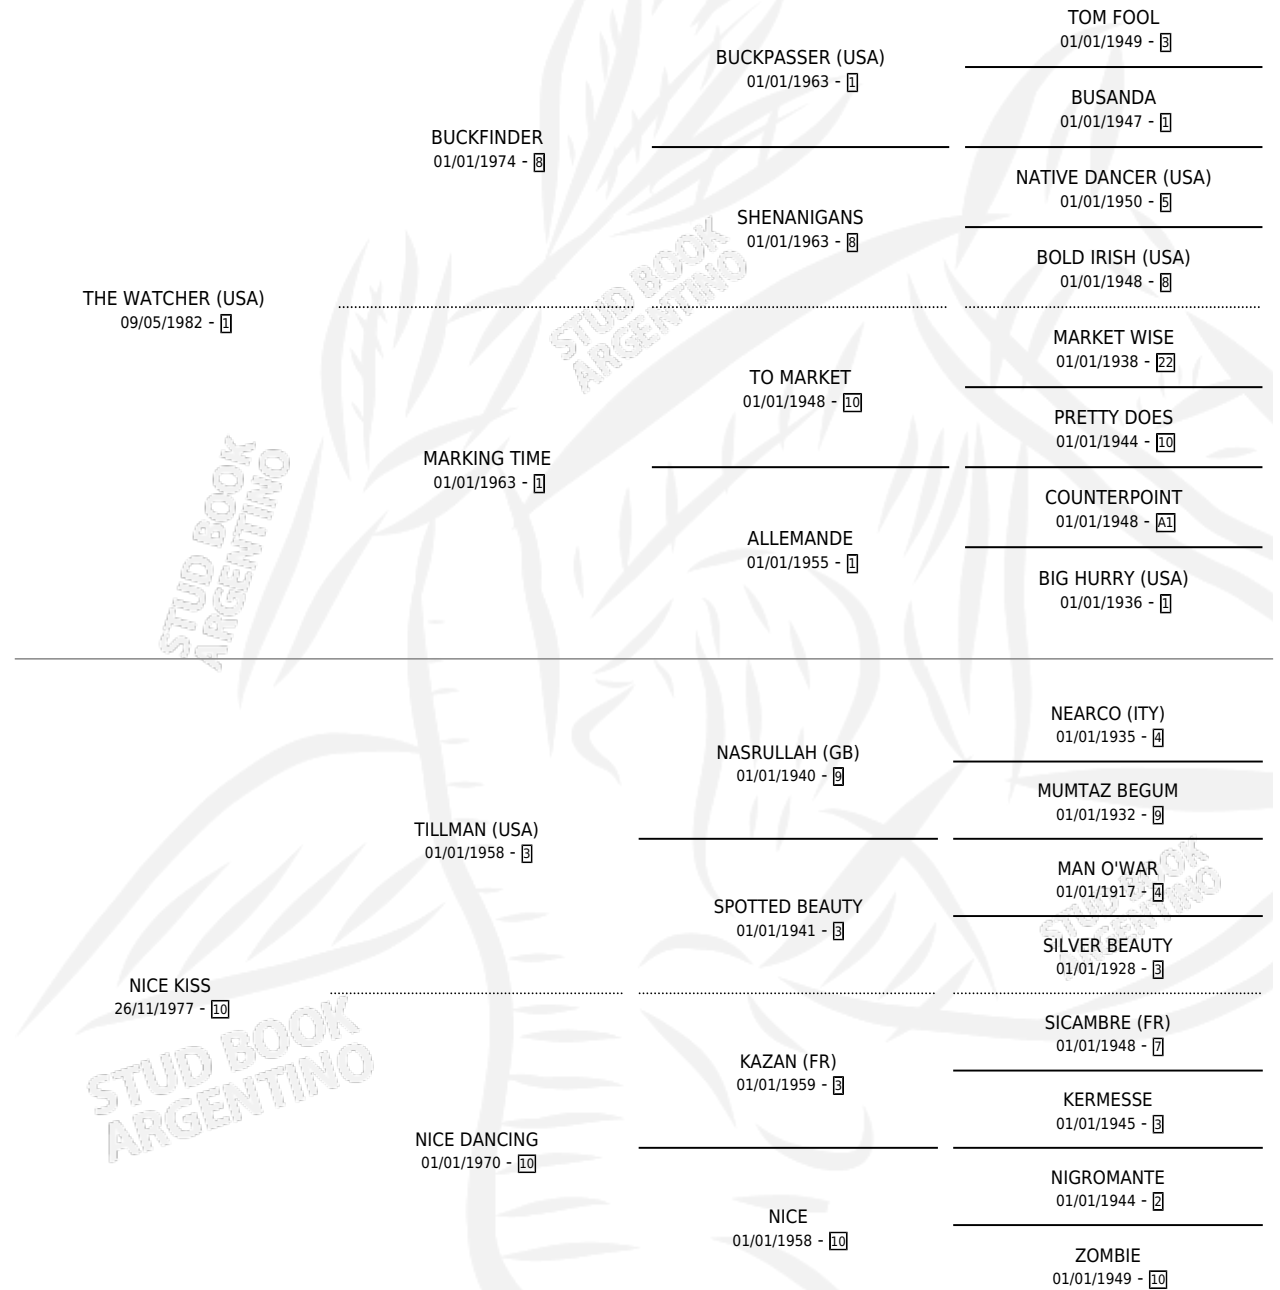 TOM FOOL
01/01/1949 - 3
BUCKPASSER (USA)
01/01/1963 - 1
BUSANDA
01/01/1947 - 1
BUCKFINDER
01/01/1974 - 8
NATIVE DANCER (USA)
01/01/1950 - 5
SHENANIGANS
01/01/1963 - 8
BOLD IRISH (USA)
01/01/1948 - 8
THE WATCHER (USA)
09/05/1982 - 1
MARKET WISE
01/01/1938 - 22
TO MARKET
01/01/1948 - 10
PRETTY DOES
01/01/1944 - 10
MARKING TIME
01/01/1963 - 1
COUNTERPOINT
01/01/1948 - A1
ALLEMANDE
01/01/1955 - 1
BIG HURRY (USA)
01/01/1936 - 1
STUD BOOK
ARGENTINO
STUD BOOK
ARGENTINO
NEARCO (ITY)
01/01/1935 - 4
NASRULLAH (GB)
01/01/1940 - 9
MUMTAZ BEGUM
01/01/1932 - 9
TILLMAN (USA)
01/01/1958 - 3
MAN O'WAR
01/01/1917 - 4
SPOTTED BEAUTY
01/01/1941 - 3
SILVER BEAUTY
01/01/1928 - 3
NICE KISS
26/11/1977 - 10
SICAMBRE (FR)
01/01/1948 - 7
KAZAN (FR)
01/01/1959 - 3
KERMESSE
01/01/1945 - 3
NICE DANCING
01/01/1970 - 10
NIGROMANTE
01/01/1944 - 2
NICE
01/01/1958 - 10
ZOMBIE
01/01/1949 - 10
STUD BOOK
ARGENTINO
STUD BOOK
ARGENTINO